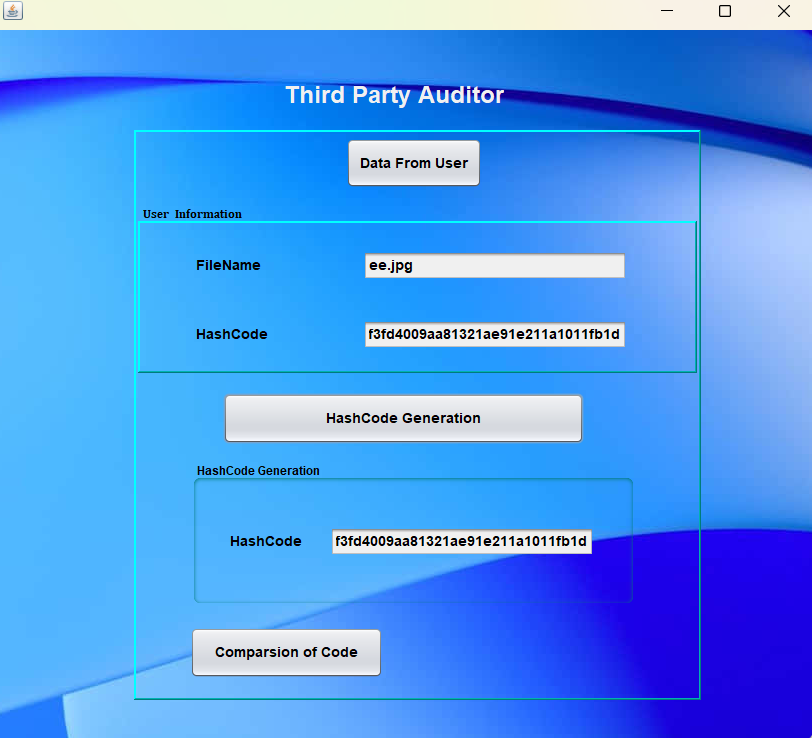 Third Party Auditor
Data From User
User Information
FileName
ee.jpg
HashCode
f3fd4009aa81321ae91e211a1011fb1d
HashCode Generation
HashCode Generation
HashCode
f3fd4009aa81321ae91e211a1011fb1d
Comparsion of Code